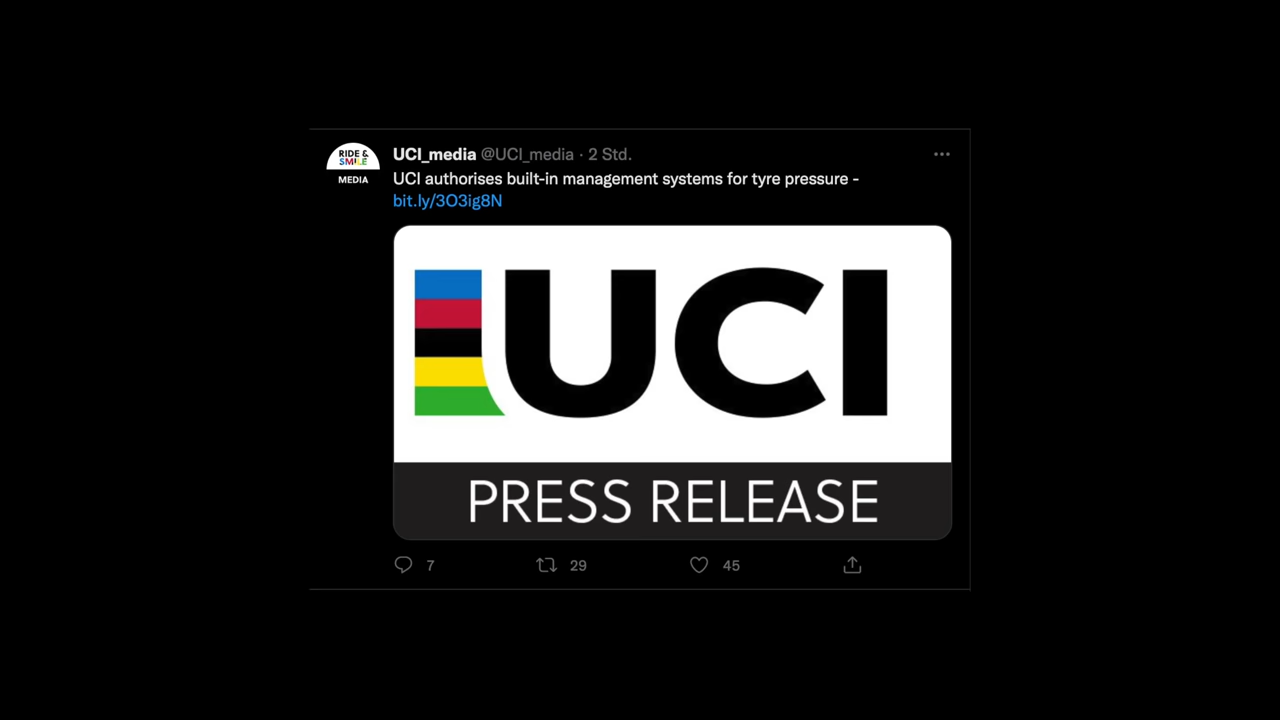 RIDE &
SMILE
MEDIA
UCI_media @UCI_media · 2 Std.
UCI authorises built-in management systems for tyre pressure -
bit.ly/3O3ig8N
UCI
PRESS RELEASE
7 29 45